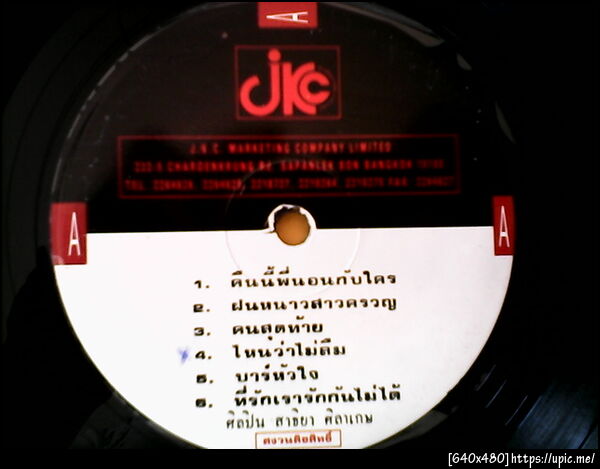 A
JKC
J.K.C. MARKETING COMPANY LIMITED
BANGKOK
A
A
1. คืนนี้พี่นอนกับใคร
2. ฝนหนาวสาวครวญ
3. คนสุดท้าย
4. ไหนว่าไม่ลืม
5. บาร์หัวใจ
6. ที่รักเรารักกันไม่ได้
ศิลปิน สาธิยา ศิลาเกษ
สงวนลิขสิทธิ์
[640x480]https://upic.me/